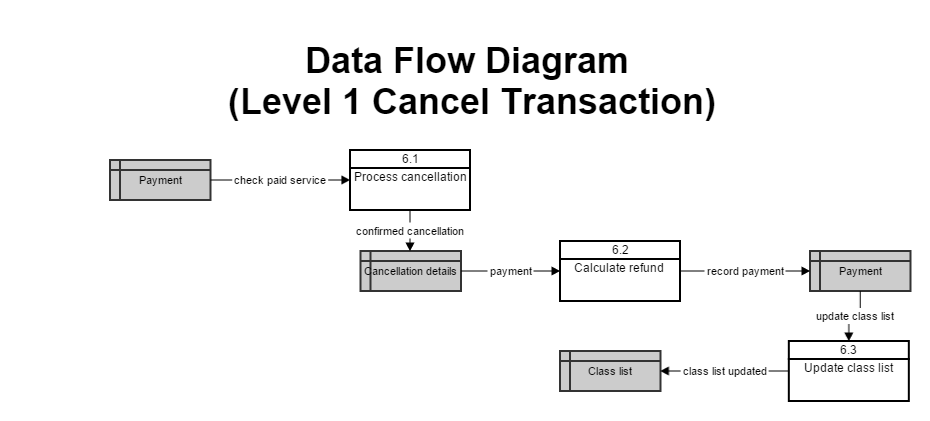 Data Flow Diagram
(Level 1 Cancel Transaction)
6.1
Payment
check paid service
Process cancellation
confirmed cancellation
6.2
Cancellation details
payment
Calculate refund
record payment
Payment
update class list
6.3
Class list
class list updated
Update class list